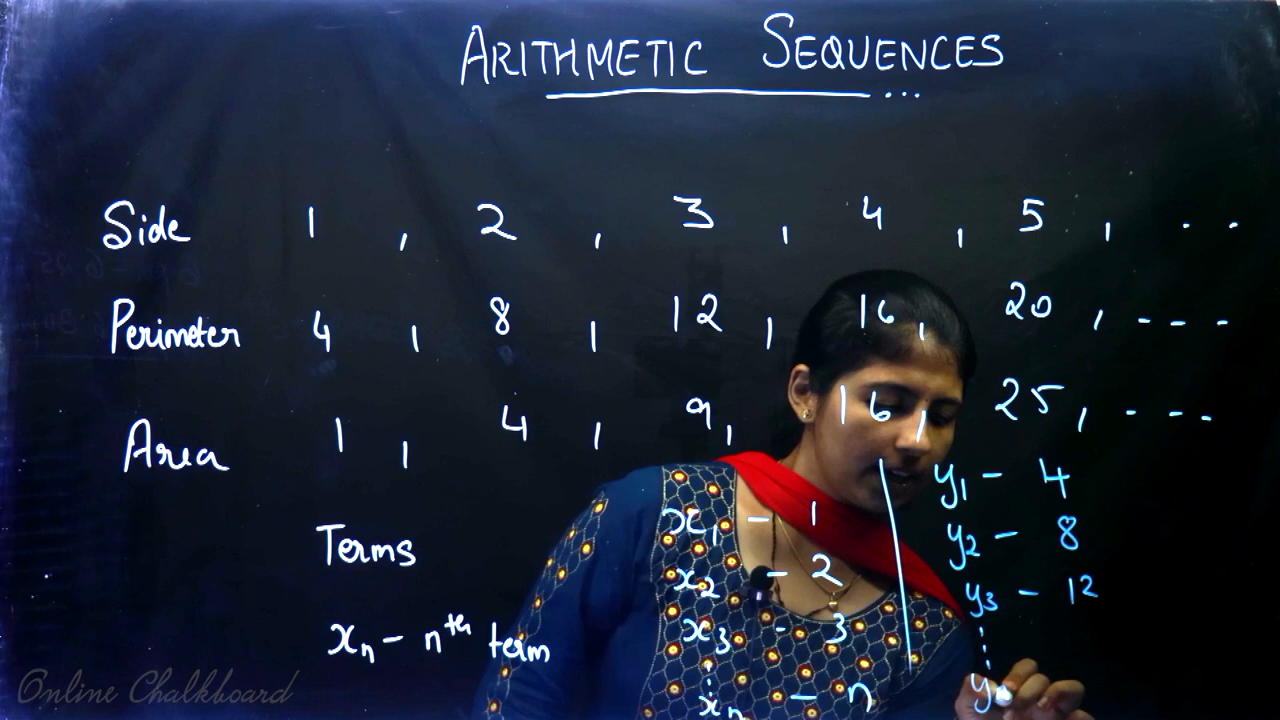 ARITHMETIC SEQUENCES ...
Side 1 , 2 , 3 , 4 , 5 , . . .
Perimeter 4 , 8 , 12 , 16 , 20 , - - - -
Area 1 , 4 , 9 , 16 , 25 , - - - -
Terms
xₙ - nᵗʰ term
x₁ - 1
x₂ - 2
x₃ - 3
⋮
xₙ - n
y₁ - 4
y₂ - 8
y₃ - 12
⋮
y
Online Chalkboard